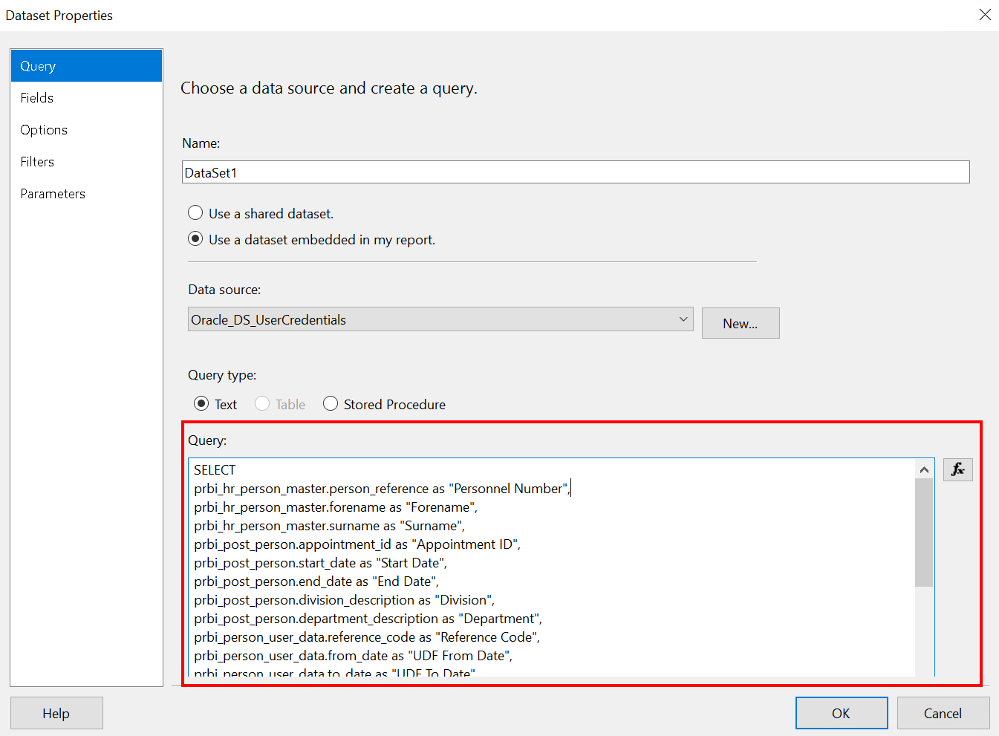 Dataset Properties
Query
Fields
Options
Filters
Parameters
Choose a data source and create a query.
Name:
DataSet1
Use a shared dataset.
Use a dataset embedded in my report.
Data source:
Oracle_DS_UserCredentials
New...
Query type:
Text Table Stored Procedure
Query:
fx
SELECT
prbi_hr_person_master.person_reference as "Personnel Number",
prbi_hr_person_master.forename as "Forename",
prbi_hr_person_master.surname as "Surname",
prbi_post_person.appointment_id as "Appointment ID",
prbi_post_person.start_date as "Start Date",
prbi_post_person.end_date as "End Date",
prbi_post_person.division_description as "Division",
prbi_post_person.department_description as "Department",
prbi_person_user_data.reference_code as "Reference Code",
prbi_person_user_data.from_date as "UDF From Date",
prbi_person_user_data.to_date as "UDF To Date"
Help
OK
Cancel